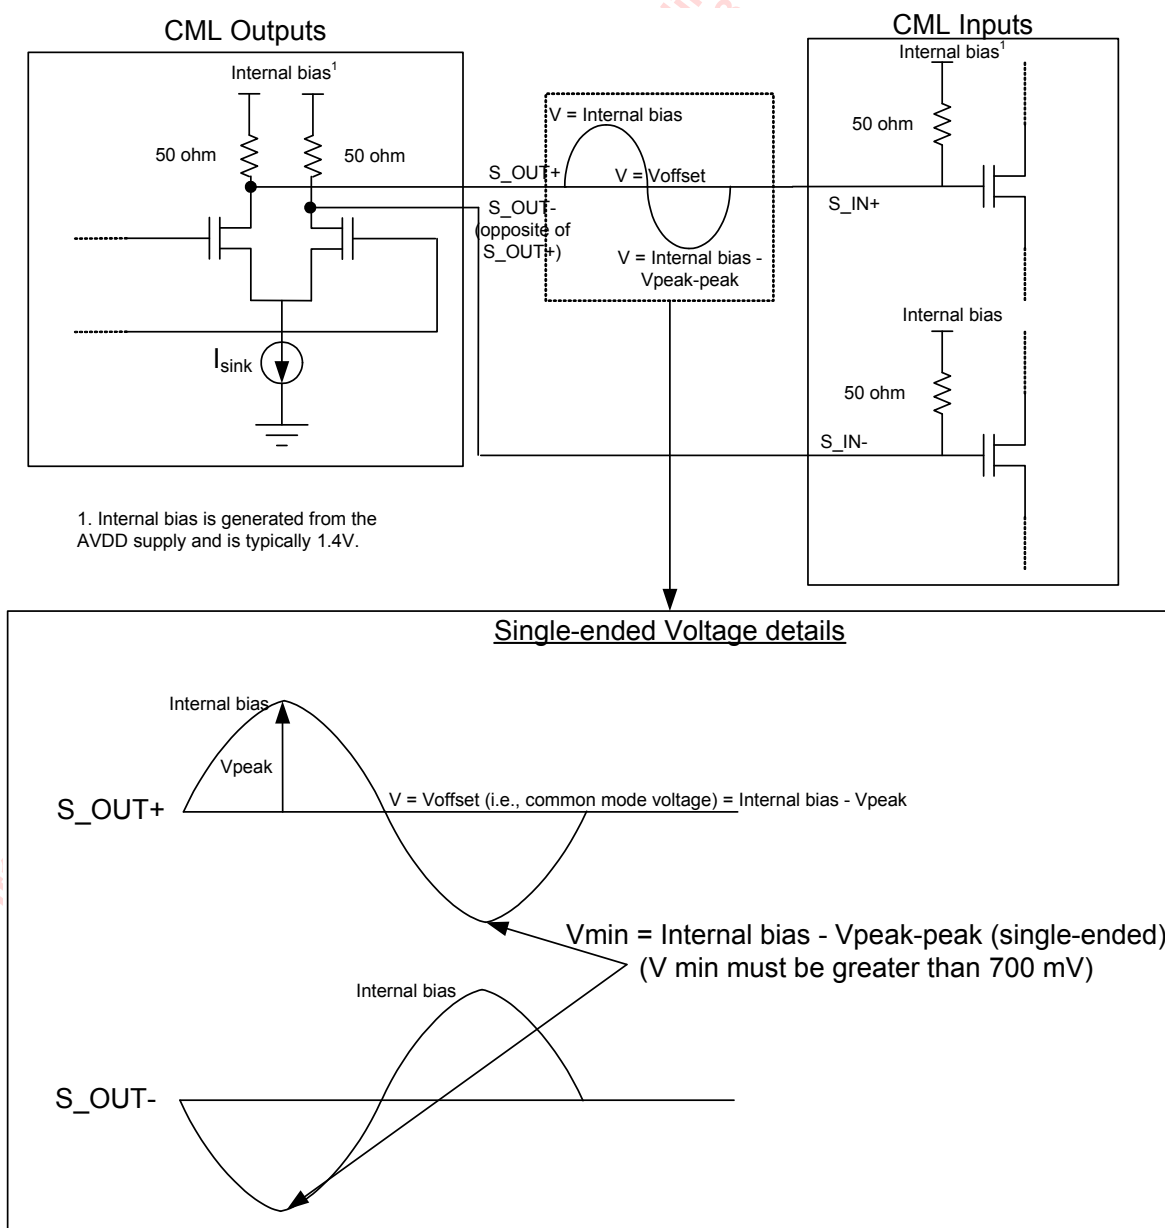 CML Outputs
CML Inputs
Internal bias1
Internal bias1
V = Internal bias
50 ohm
50 ohm
50 ohm
S_OUT+
V = Voffset
S_IN+
S_OUT-
(opposite of
S_OUT+)
V = Internal bias -
Vpeak-peak
Internal bias
Isink
50 ohm
S_IN-
1. Internal bias is generated from the
AVDD supply and is typically 1.4V.
Single-ended Voltage details
Internal bias
Vpeak
S_OUT+
V = Voffset (i.e., common mode voltage) = Internal bias - Vpeak
Vmin = Internal bias - Vpeak-peak (single-ended)
(V min must be greater than 700 mV)
Internal bias
S_OUT-